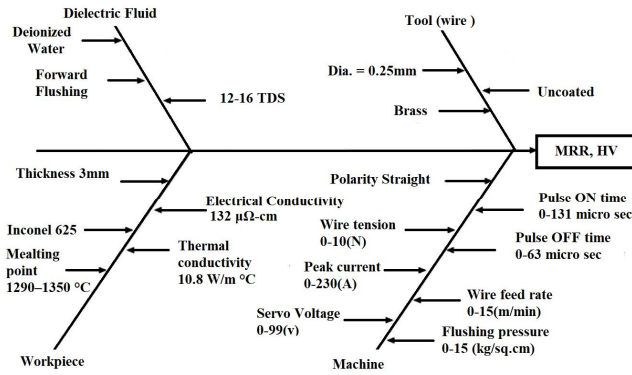 Dielectric Fluid
Deionized
Water
Forward
Flushing
12-16 TDS
Tool (wire )
Dia. = 0.25mm
Uncoated
Brass
MRR, HV
Thickness 3mm
Electrical Conductivity
132 µΩ-cm
Inconel 625
Thermal
conductivity
10.8 W/m °C
Mealting
point
1290–1350 °C
Workpiece
Polarity Straight
Pulse ON time
0-131 micro sec
Wire tension
0-10(N)
Pulse OFF time
0-63 micro sec
Peak current
0-230(A)
Wire feed rate
0-15(m/min)
Servo Voltage
0-99(v)
Flushing pressure
0-15 (kg/sq.cm)
Machine